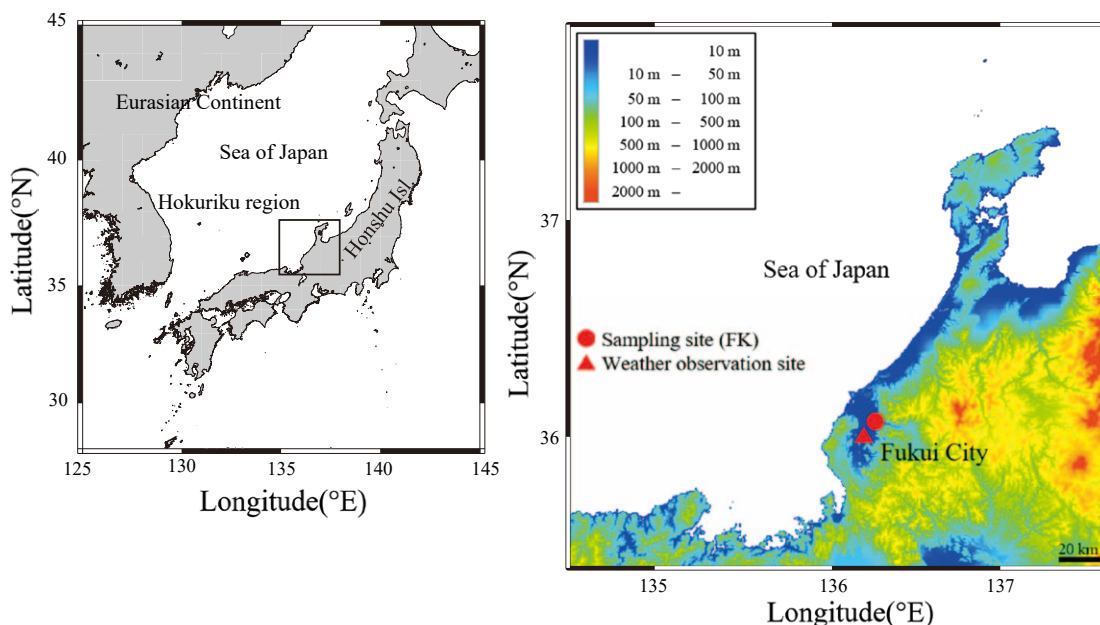 45
40
35
30
125
130
135
140
145
Latitude(°N)
Longitude(°E)
Eurasian Continent
Sea of Japan
Hokuriku region
Honshu Isl.
10 m
10 m – 50 m
50 m – 100 m
100 m – 500 m
500 m – 1000 m
1000 m – 2000 m
2000 m –
37
36
Latitude(°N)
Sea of Japan
Sampling site (FK)
Weather observation site
Fukui City
20 km
135
136
137
Longitude(°E)